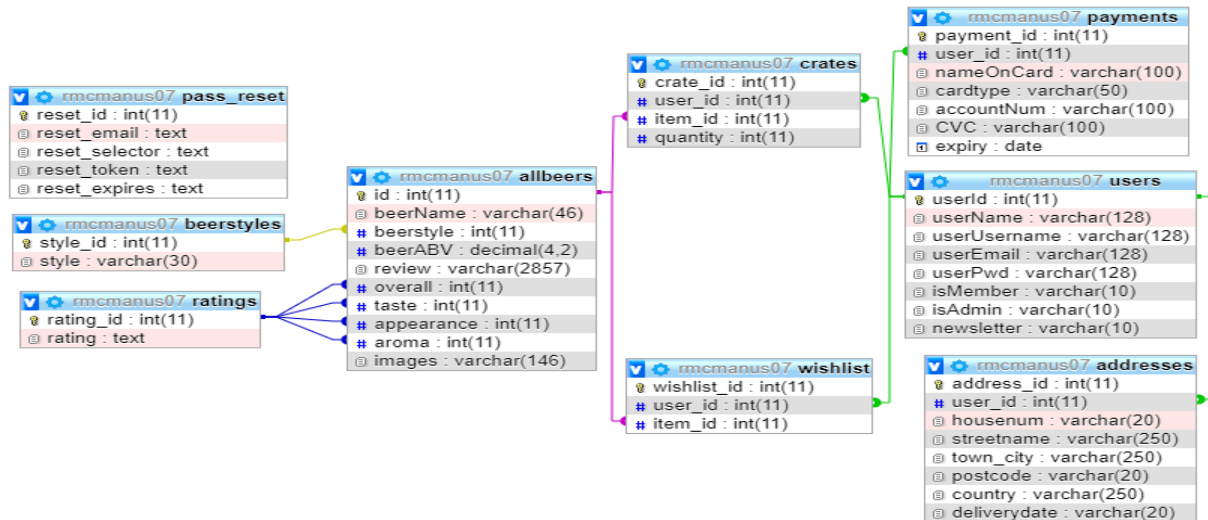 rmcmanus07 pass_reset
reset_id : int(11)
reset_email : text
reset_selector : text
reset_token : text
reset_expires : text
rmcmanus07 beerstyles
style_id : int(11)
style : varchar(30)
rmcmanus07 ratings
rating_id : int(11)
rating : text
rmcmanus07 allbeers
id : int(11)
beerName : varchar(46)
beerstyle : int(11)
beerABV : decimal(4,2)
review : varchar(2857)
overall : int(11)
taste : int(11)
appearance : int(11)
aroma : int(11)
images : varchar(146)
rmcmanus07 crates
crate_id : int(11)
user_id : int(11)
item_id : int(11)
quantity : int(11)
rmcmanus07 wishlist
wishlist_id : int(11)
user_id : int(11)
item_id : int(11)
rmcmanus07 payments
payment_id : int(11)
user_id : int(11)
nameOnCard : varchar(100)
cardtype : varchar(50)
accountNum : varchar(100)
CVC : varchar(100)
expiry : date
rmcmanus07 users
userId : int(11)
userName : varchar(128)
userUsername : varchar(128)
userEmail : varchar(128)
userPwd : varchar(128)
isMember : varchar(10)
isAdmin : varchar(10)
newsletter : varchar(10)
rmcmanus07 addresses
address_id : int(11)
user_id : int(11)
housenum : varchar(20)
streetname : varchar(250)
town_city : varchar(250)
postcode : varchar(20)
country : varchar(250)
deliverydate : varchar(20)